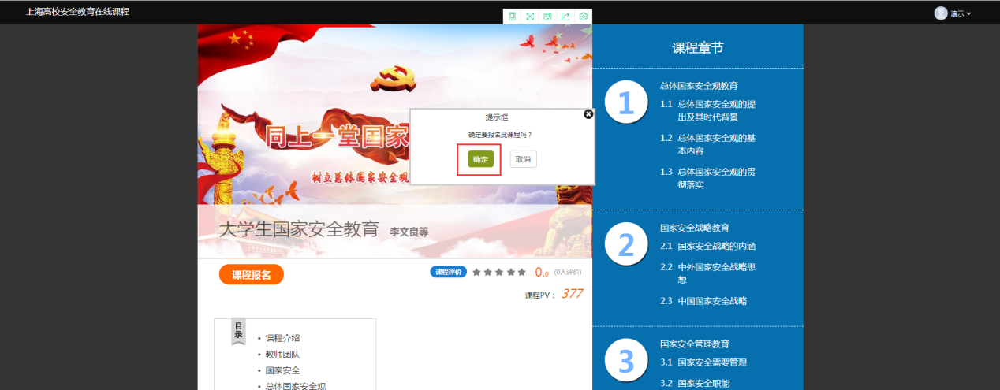 上海高校安全教育在线课程
演示
同上一堂国家
树立总体国家安全观
提示框
确定要报名此课程吗？
确定
取消
大学生国家安全教育 李文良等
课程报名
课程评价
0.0 (0人评价)
课程PV： 377
目录
• 课程介绍
• 教师团队
• 国家安全
• 总体国家安全观
课程章节
1
总体国家安全观教育
1.1 总体国家安全观的提
出及其时代背景
1.2 总体国家安全观的基
本内容
1.3 总体国家安全观的贯
彻落实
2
国家安全战略教育
2.1 国家安全战略的内涵
2.2 中外国家安全战略思
想
2.3 中国国家安全战略
3
国家安全管理教育
3.1 国家安全需要管理
3.2 国家安全职能